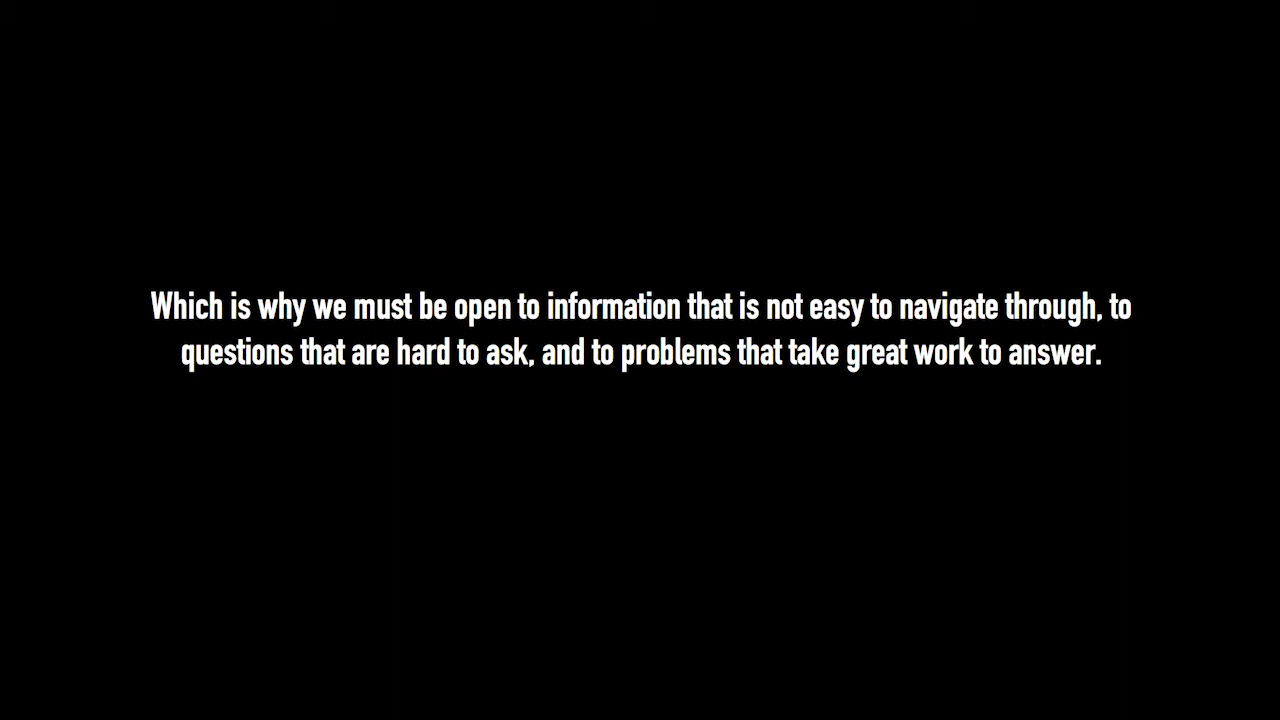 Which is why we must be open to information that is not easy to navigate through, to
questions that are hard to ask, and to problems that take great work to answer.